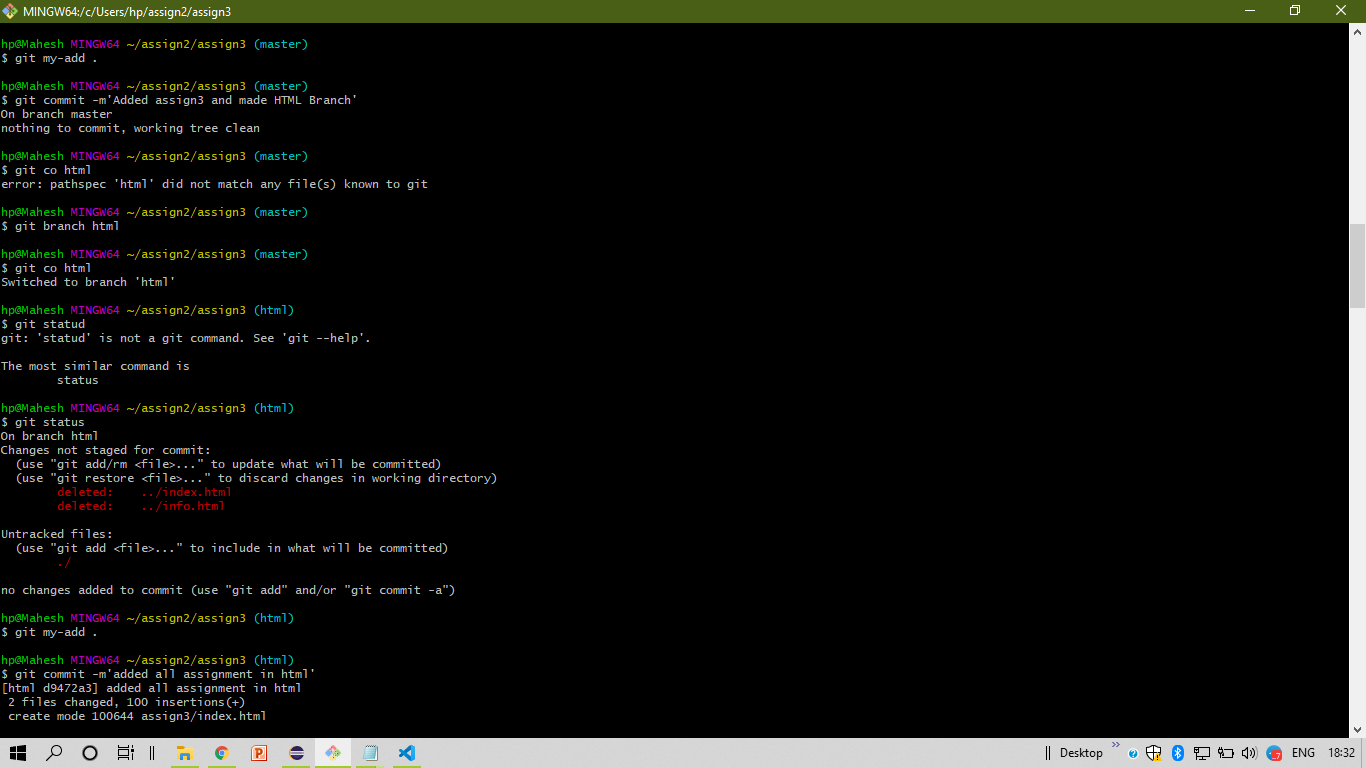 MINGW64:/c/Users/hp/assign2/assign3
hp@Mahesh MINGW64 ~/assign2/assign3 (master)
$ git my-add .
hp@Mahesh MINGW64 ~/assign2/assign3 (master)
$ git commit -m'Added assign3 and made HTML Branch'
On branch master
nothing to commit, working tree clean
hp@Mahesh MINGW64 ~/assign2/assign3 (master)
$ git co html
error: pathspec 'html' did not match any file(s) known to git
hp@Mahesh MINGW64 ~/assign2/assign3 (master)
$ git branch html
hp@Mahesh MINGW64 ~/assign2/assign3 (master)
$ git co html
Switched to branch 'html'
hp@Mahesh MINGW64 ~/assign2/assign3 (html)
$ git statud
git: 'statud' is not a git command. See 'git --help'.
The most similar command is
status
hp@Mahesh MINGW64 ~/assign2/assign3 (html)
$ git status
On branch html
Changes not staged for commit:
(use "git add/rm <file>..." to update what will be committed)
(use "git restore <file>..." to discard changes in working directory)
deleted: ../index.html
deleted: ../info.html
Untracked files:
(use "git add <file>..." to include in what will be committed)
./
no changes added to commit (use "git add" and/or "git commit -a")
hp@Mahesh MINGW64 ~/assign2/assign3 (html)
$ git my-add .
hp@Mahesh MINGW64 ~/assign2/assign3 (html)
$ git commit -m'added all assignment in html'
[html d9472a3] added all assignment in html
2 files changed, 100 insertions(+)
create mode 100644 assign3/index.html
Desktop
ENG
18:32